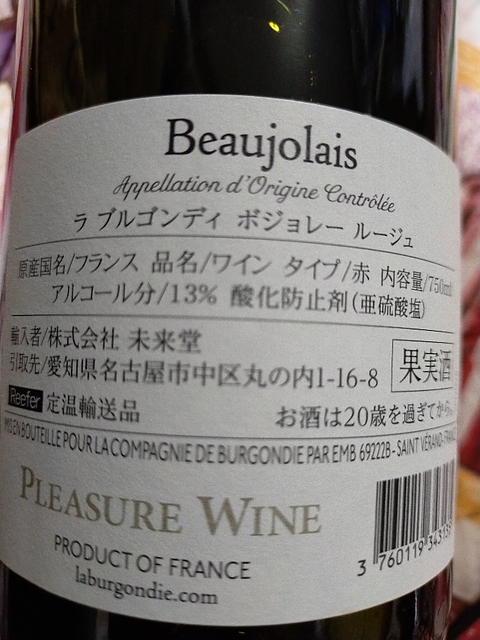 Beaujolais
Appellation d'Origine Contrôlée
ラ ブルゴンディ ボジョレー ルージュ
原産国名/フランス 品名/ワイン タイプ/赤 内容量/750ml
アルコール分/13% 酸化防止剤(亜硫酸塩)
輸入者/株式会社 未来堂
引取先/愛知県名古屋市中区丸の内1-16-8
果実酒
Reefer 定温輸送品
お酒は20歳を過ぎてから。
MIS EN BOUTEILLE POUR LA COMPAGNIE DE BURGONDIE PAR EMB 69222B - SAINT VÉRAND-FRANCE
PLEASURE WINE
PRODUCT OF FRANCE
laburgondie.com
3 760119